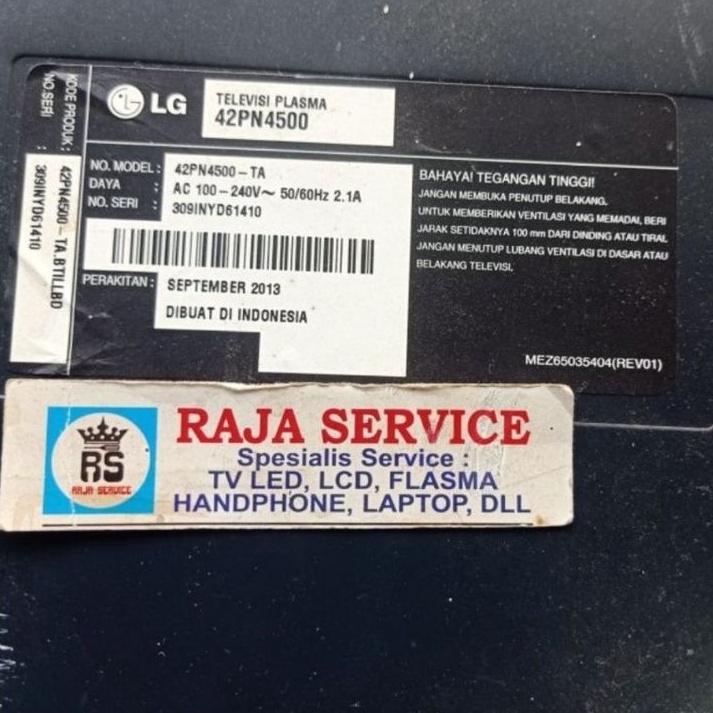 KODE PRODUK : 42PN4500-TA.BTILLBD
NO.SERI : 309INYD61410
LG
TELEVISI PLASMA
42PN4500
NO. MODEL : 42PN4500-TA
DAYA : AC 100-240V~ 50/60Hz 2.1A
NO. SERI : 309INYD61410
PERAKITAN : SEPTEMBER 2013
DIBUAT DI INDONESIA
BAHAYA! TEGANGAN TINGGI!
JANGAN MEMBUKA PENUTUP BELAKANG.
UNTUK MEMBERIKAN VENTILASI YANG MEMADAI, BERI
JARAK SETIDAKNYA 100 mm DARI DINDING ATAU TIRAI.
JANGAN MENUTUP LUBANG VENTILASI DI DASAR ATAU
BELAKANG TELEVISI.
MEZ65035404(REV01)
RS
RAJA SERVICE
RAJA SERVICE
Spesialis Service :
TV LED, LCD, FLASMA
HANDPHONE, LAPTOP, DLL